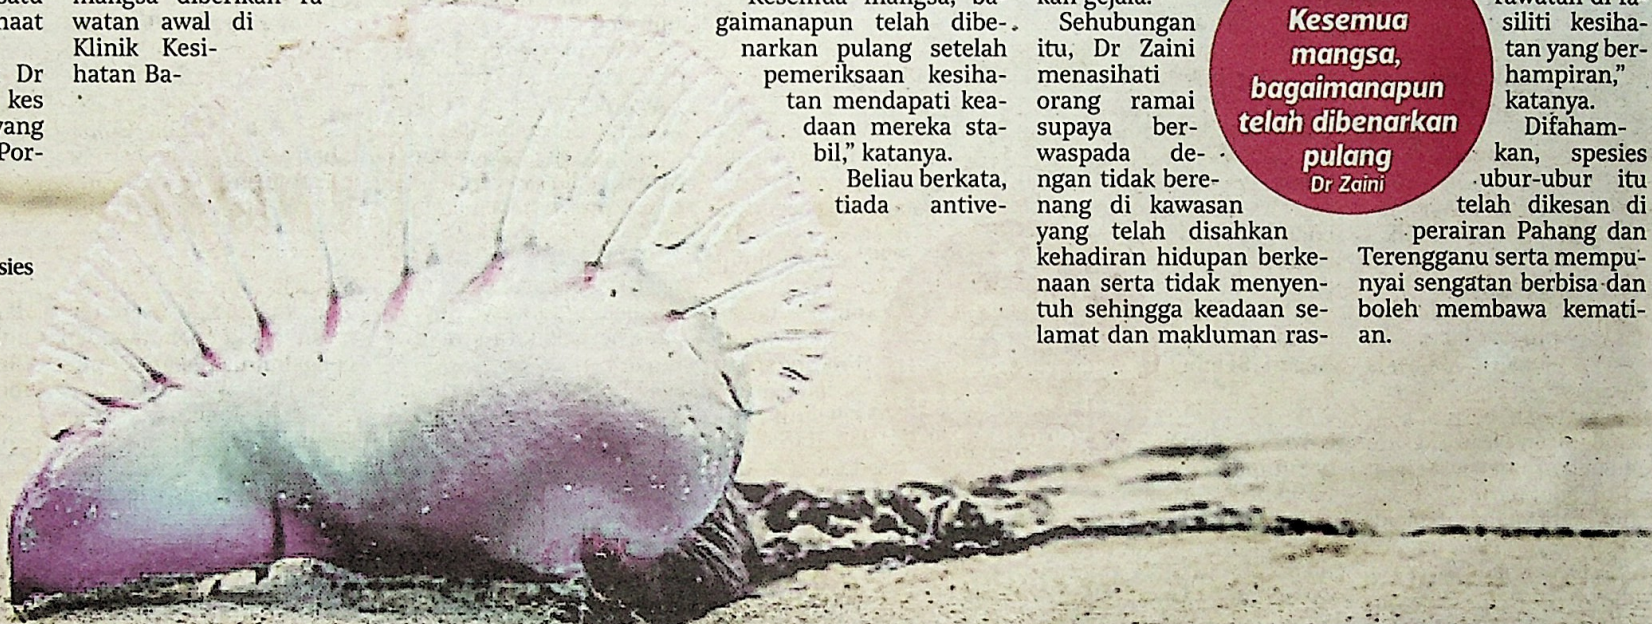 naat
Dr
kes
yang
Por-
sies
watan awal di
Klinik Kesi-
hatan Ba-
gaimanapun telah dibe-
narkan pulang setelah
pemeriksaan kesiha-
tan mendapati kea-
daan mereka sta-
bil,” katanya.
Beliau berkata,
tiada antive-
Sehubungan
itu, Dr Zaini
menasihati
orang ramai
supaya ber-
waspada de-
ngan tidak bere-
nang di kawasan
yang telah disahkan
kehadiran hidupan berke-
naan serta tidak menyen-
tuh sehingga keadaan se-
lamat dan makluman ras-
Kesemua
mangsa,
bagaimanapun
telah dibenarkan
pulang
Dr Zaini
siliti kesiha-
tan yang ber-
hampiran,”
katanya.
Difaham-
kan, spesies
ubur-ubur itu
telah dikesan di
perairan Pahang dan
Terengganu serta mempu-
nyai sengatan berbisa dan
boleh membawa kemati-
an.